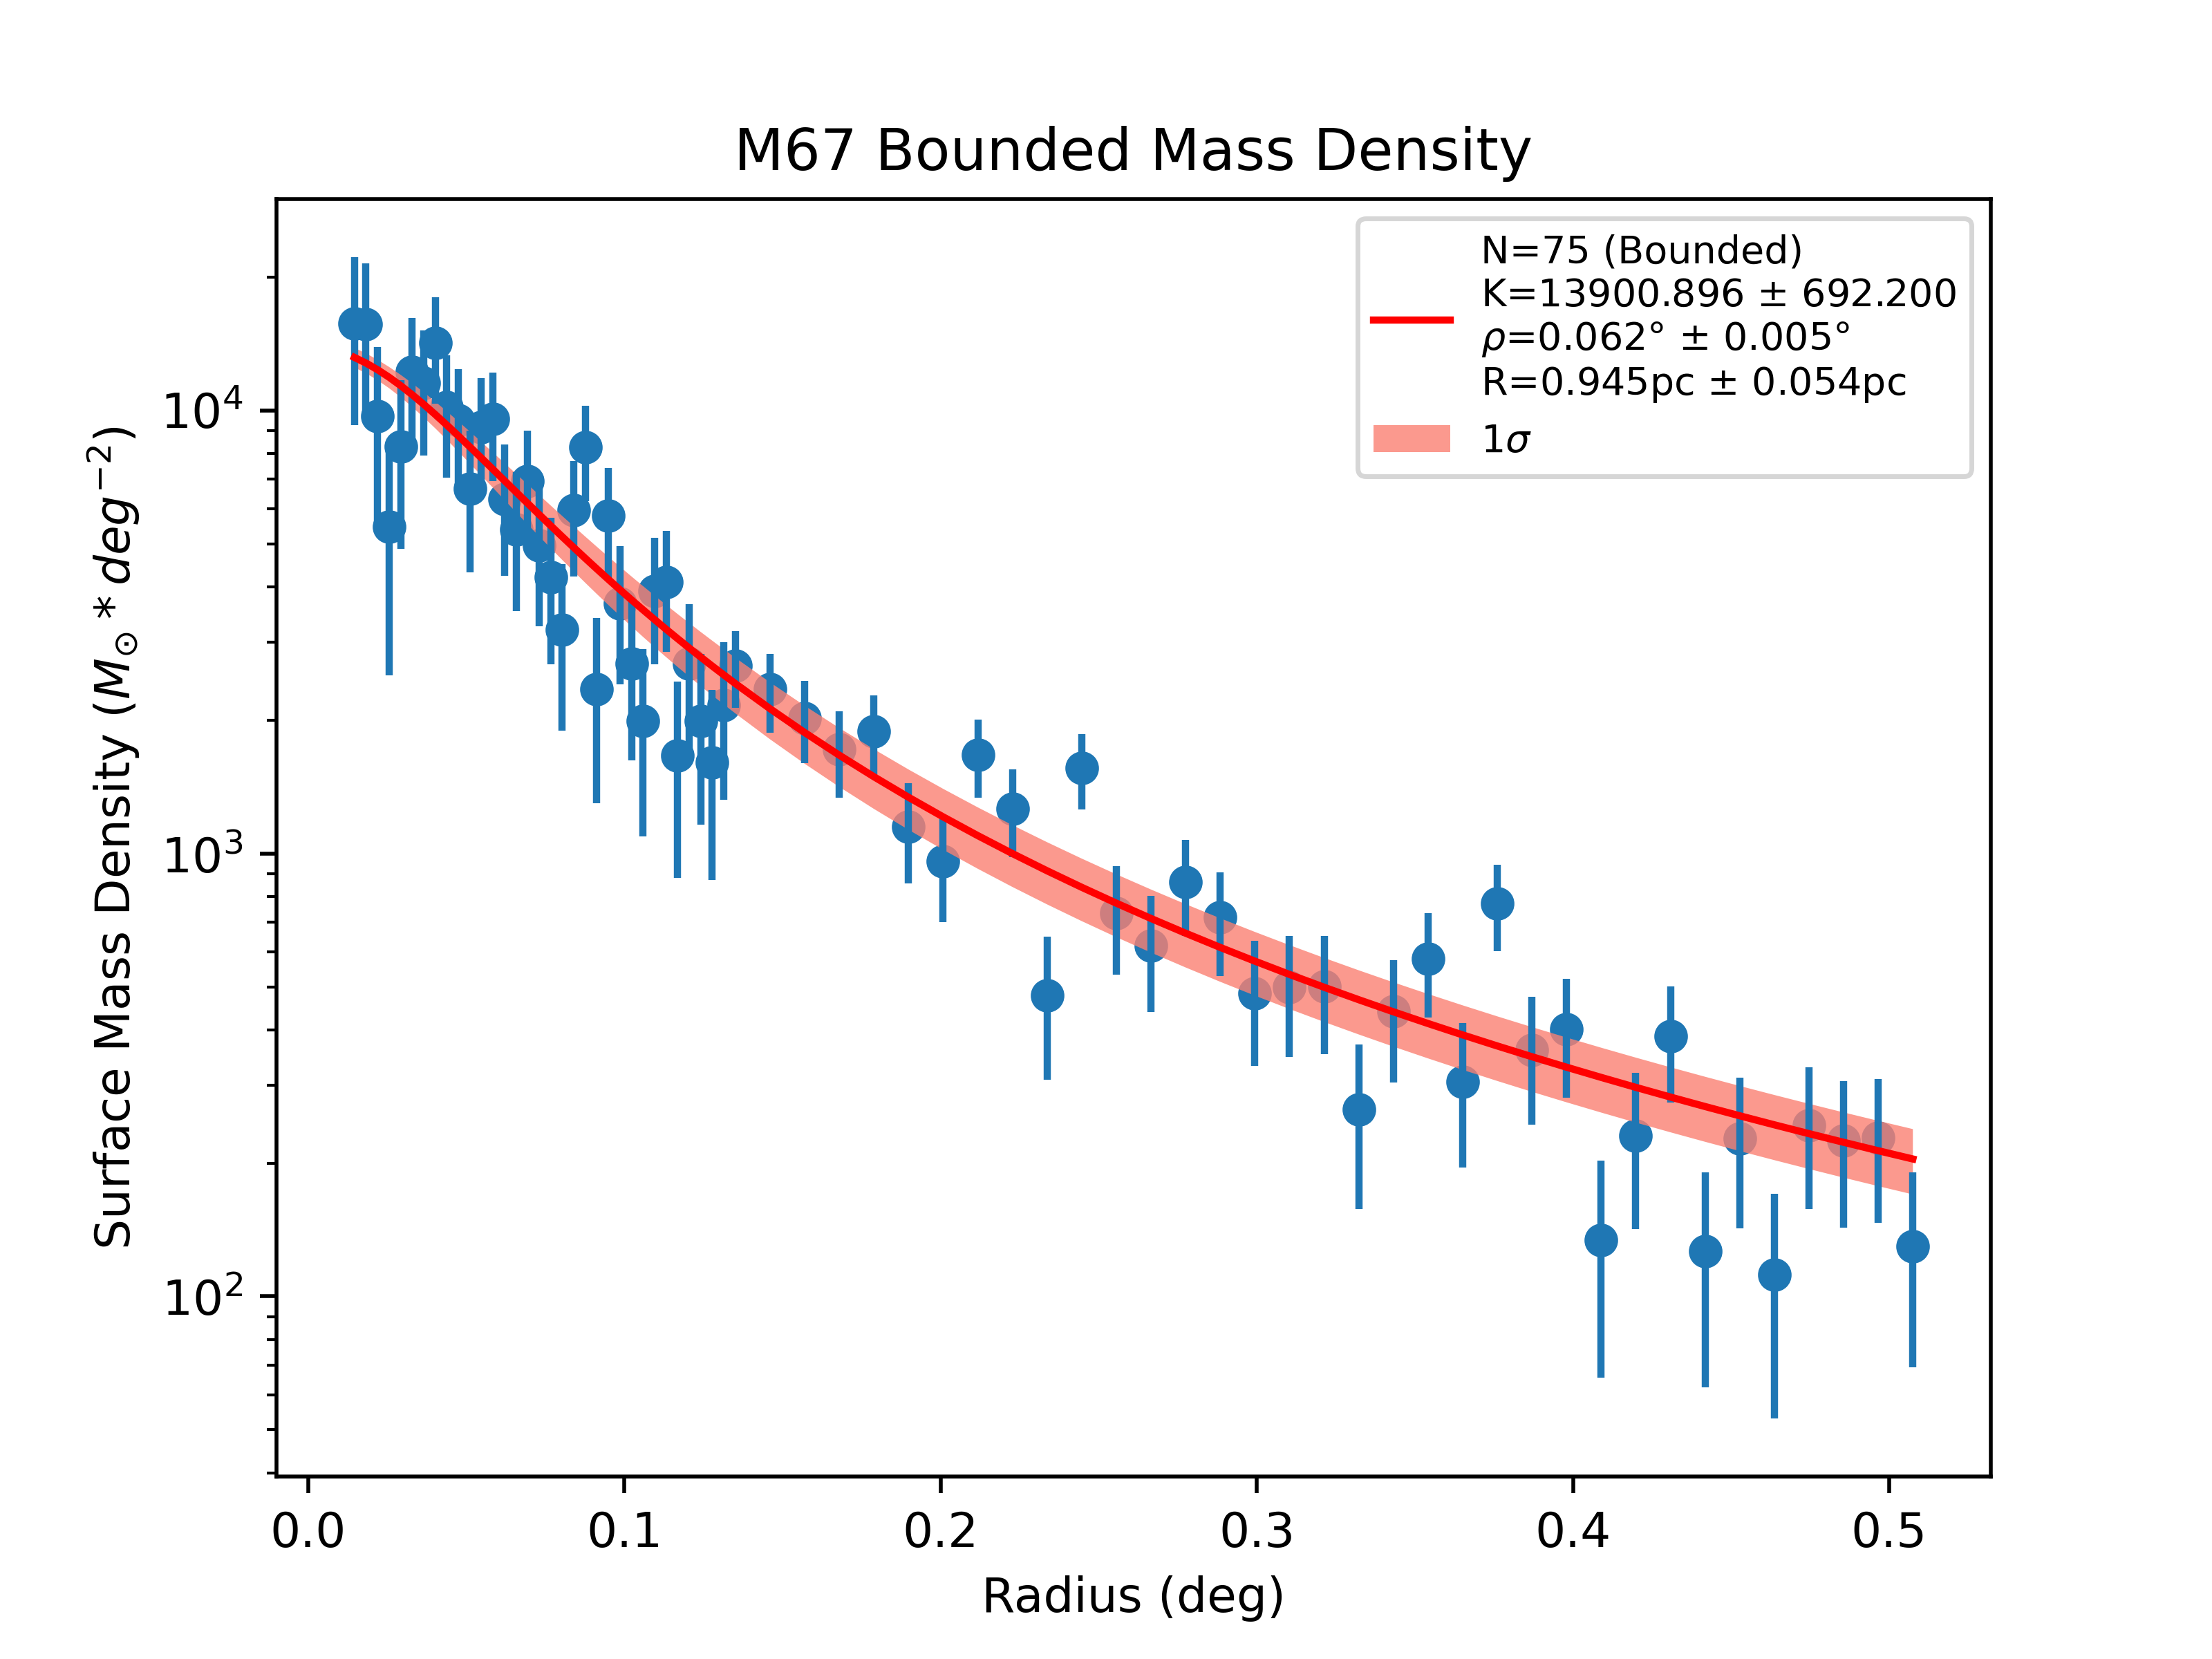 M67 Bounded Mass Density
N=75 (Bounded)
K=13900.896 ± 692.200
ρ=0.062° ± 0.005°
R=0.945pc ± 0.054pc
1σ
Surface Mass Density (M⊙ * deg⁻²)
10⁴
10³
10²
0.0 0.1 0.2 0.3 0.4 0.5
Radius (deg)